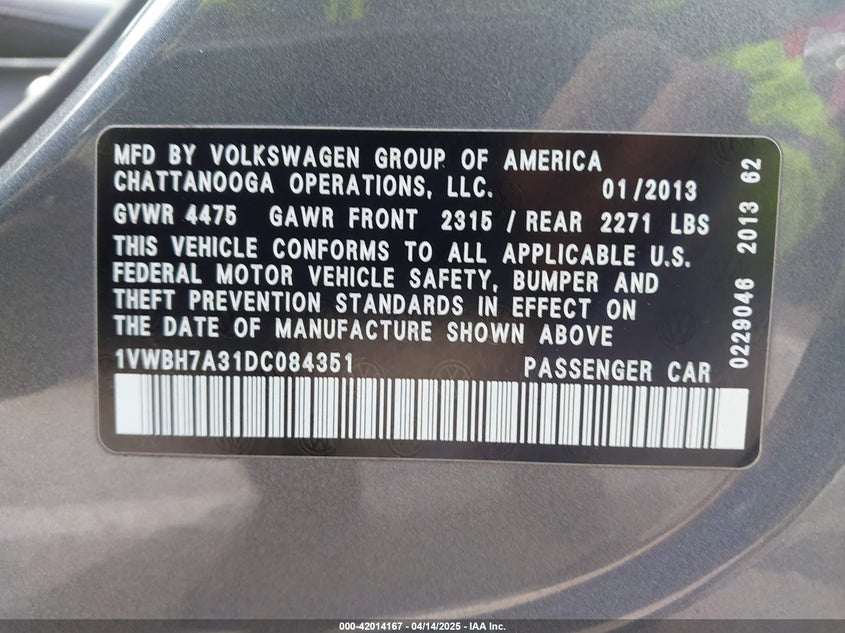 MFD BY VOLKSWAGEN GROUP OF AMERICA
CHATTANOOGA OPERATIONS, LLC. 01/2013
GVWR 4475 GAWR FRONT 2315 / REAR 2271 LBS
THIS VEHICLE CONFORMS TO ALL APPLICABLE U.S.
FEDERAL MOTOR VEHICLE SAFETY, BUMPER AND
THEFT PREVENTION STANDARDS IN EFFECT ON
THE DATE OF MANUFACTURE SHOWN ABOVE
1VWBH7A31DC084351 PASSENGER CAR
0229046 2013 62
000-42014167 - 04/14/2025 - IAA Inc.